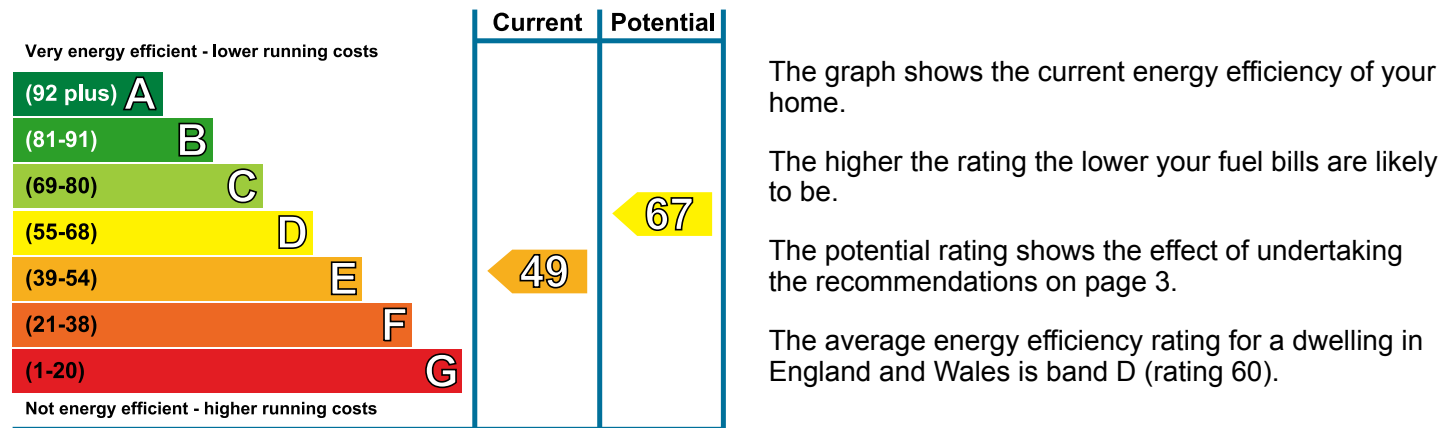 Current Potential
Very energy efficient - lower running costs
(92 plus) A
(81-91) B
(69-80) C
(55-68) D
(39-54) E
(21-38) F
(1-20) G
Not energy efficient - higher running costs
49
67
The graph shows the current energy efficiency of your
home.
The higher the rating the lower your fuel bills are likely
to be.
The potential rating shows the effect of undertaking
the recommendations on page 3.
The average energy efficiency rating for a dwelling in
England and Wales is band D (rating 60).